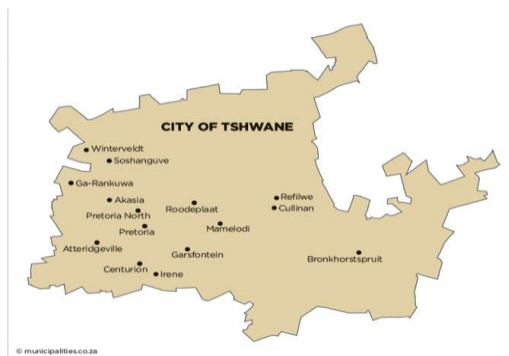 CITY OF TSHWANE
Winterveldt
Soshanguve
Ga-Rankuwa
Akasia
Pretoria North
Roodeplaat
Refilwe
Cullinan
Pretoria
Mamelodi
Atteridgeville
Garsfontein
Bronkhorstspruit
Centurion
Irene
© municipalities.co.za